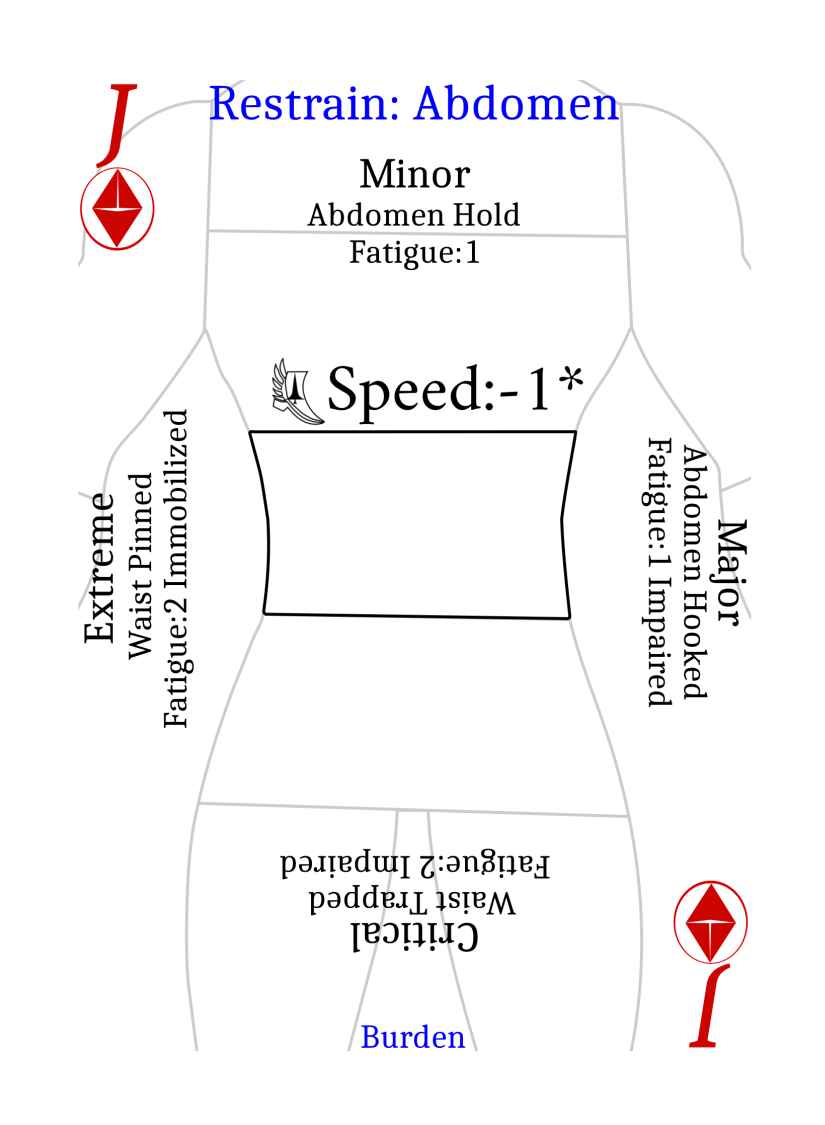 J
Restrain: Abdomen
Minor
Abdomen Hold
Fatigue:1
Speed:-1*
Extreme
Waist Pinned
Fatigue:2 Immobilized
Major
Abdomen Hooked
Fatigue:1 Impaired
Critical
Waist Trapped
Fatigue:2 Impaired
Burden
J